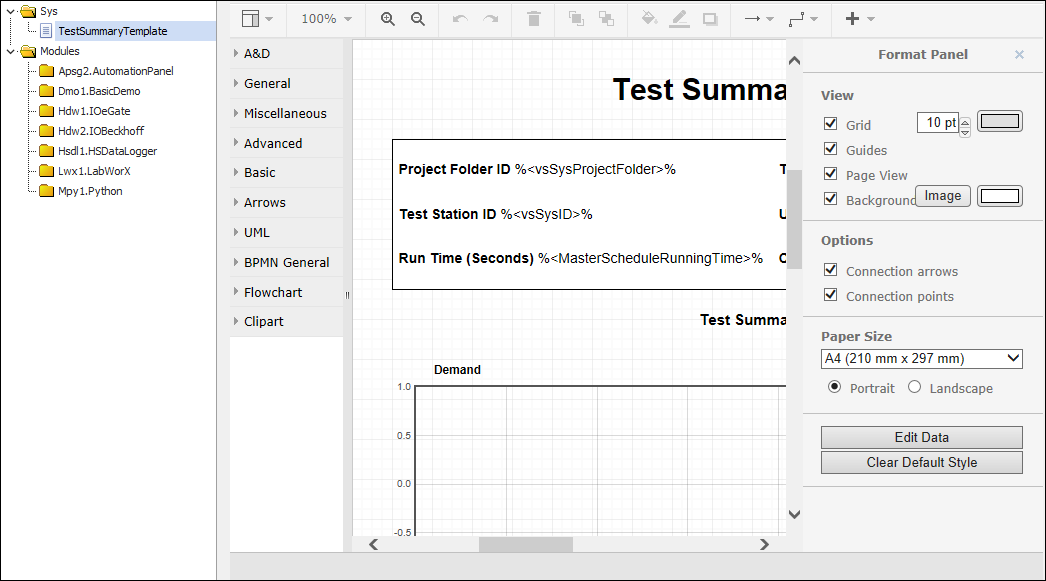 Sys
TestSummaryTemplate
Modules
Apsg2.AutomationPanel
Dmo1.BasicDemo
Hdw1.IOeGate
Hdw2.IOBeckhoff
Hsdl1.HSDataLogger
Lwx1.LabWorX
Mpy1.Python
100%
A&D
General
Miscellaneous
Advanced
Basic
Arrows
UML
BPMN General
Flowchart
Clipart
Test Summa
Project Folder ID %<vsSysProjectFolder>% T
Test Station ID %<vsSysID>% U
Run Time (Seconds) %<MasterScheduleRunningTime>% C
Test Summa
Demand
1.0
0.5
0.0
-0.5
Format Panel
View
Grid 10 pt
Guides
Page View
Background Image
Options
Connection arrows
Connection points
Paper Size
A4 (210 mm x 297 mm)
Portrait Landscape
Edit Data
Clear Default Style